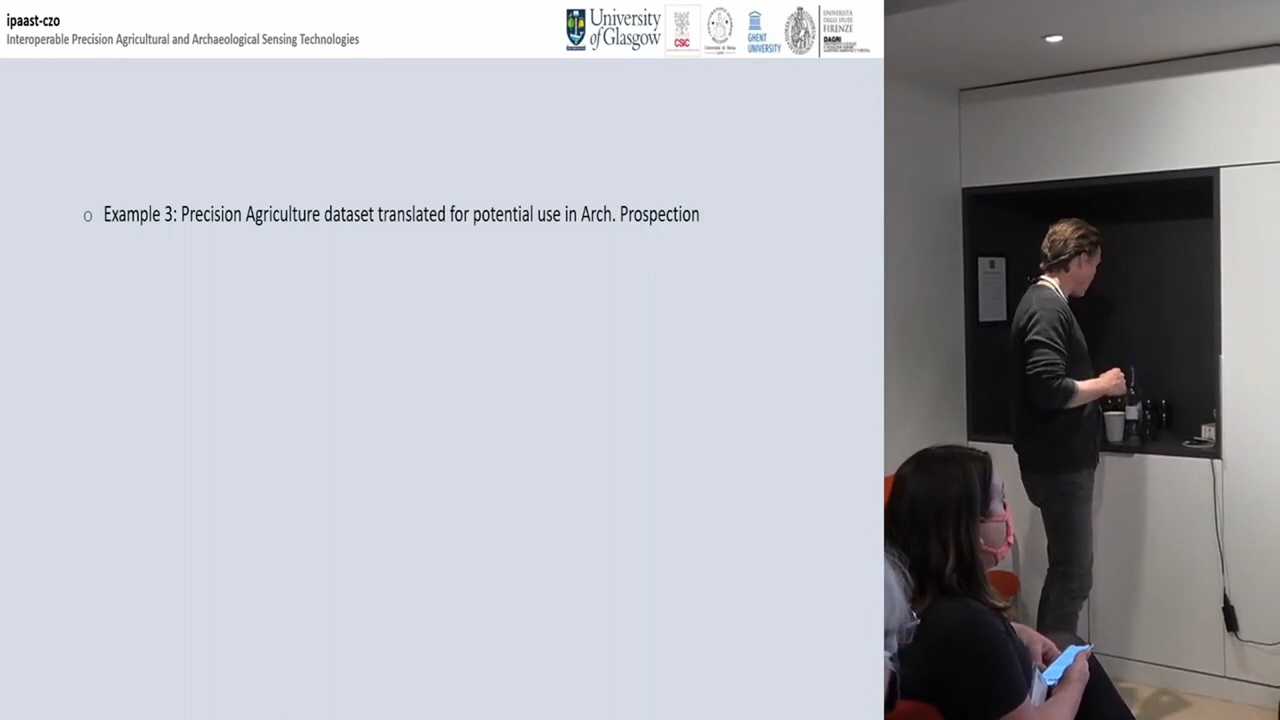 ipaast-czo
Interoperable Precision Agricultural and Archaeological Sensing Technologies
University
of Glasgow
CSIC
GHENT
UNIVERSITY
UNIVERSITÀ
DEGLI STUDI
FIRENZE
DAGRI
o Example 3: Precision Agriculture dataset translated for potential use in Arch. Prospection